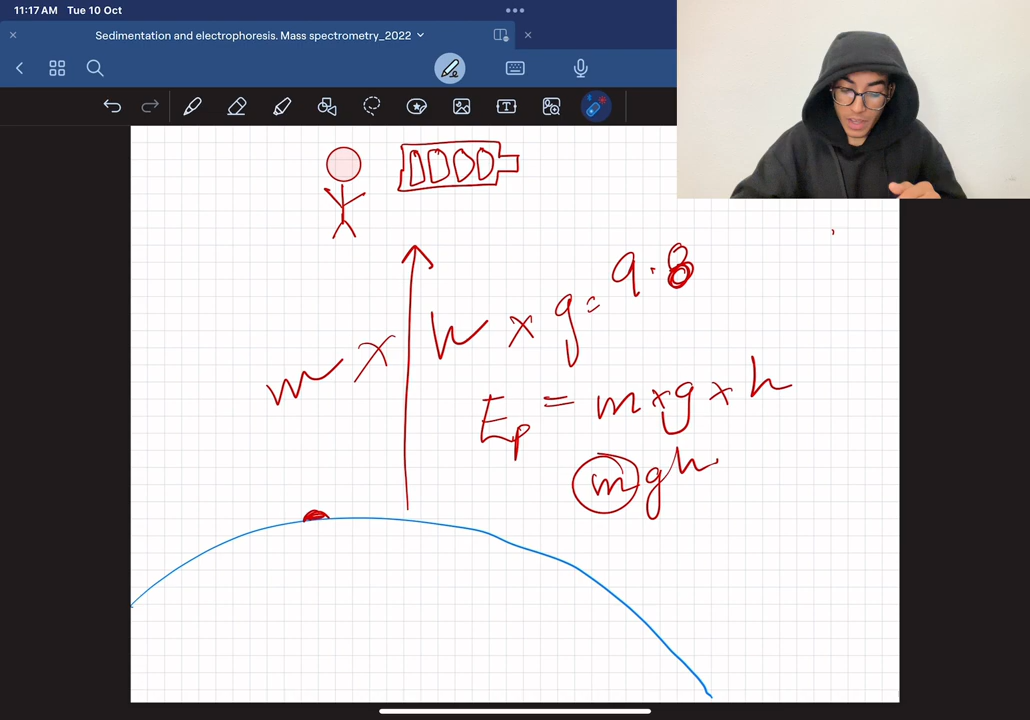 11:17 AM Tue 10 Oct
Sedimentation and electrophoresis. Mass spectrometry_2022
T
m × h × g = 9.8
Ep = m × g × h
mgh